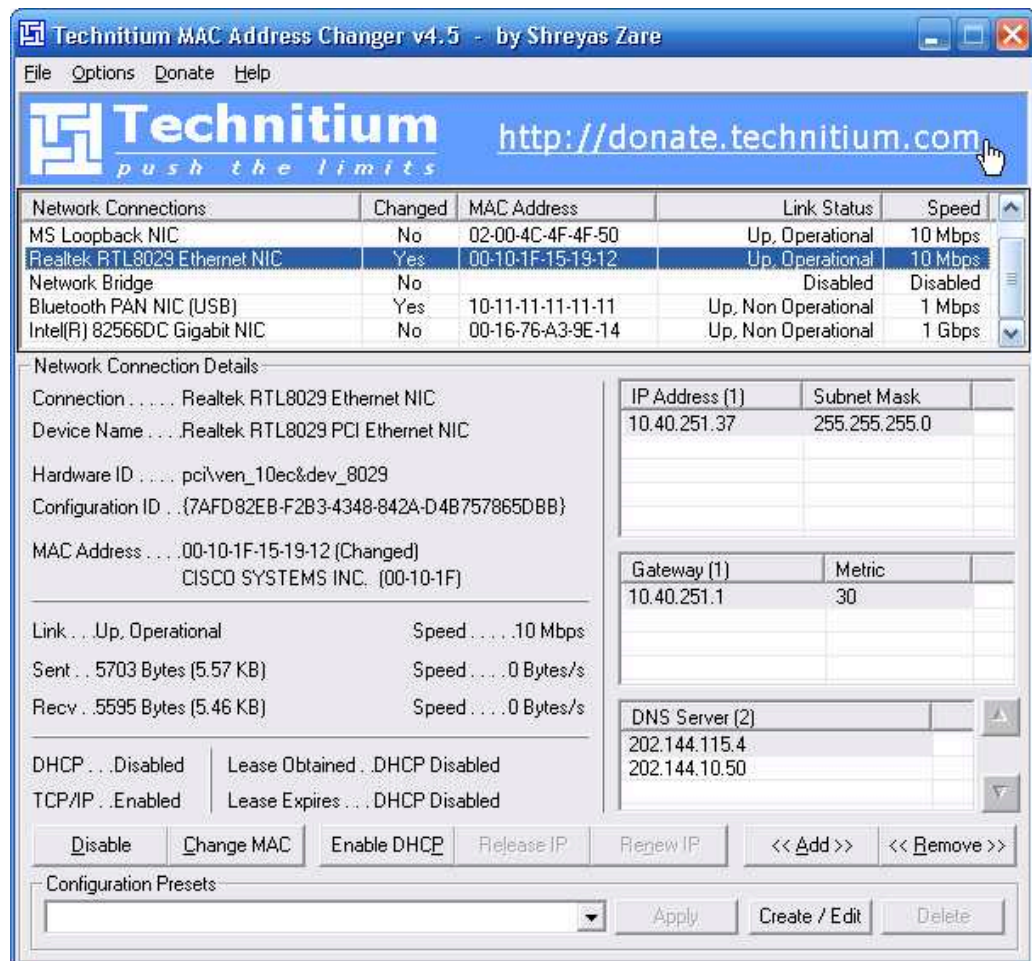 Technitium MAC Address Changer v4.5 - by Shreyas Zare
File Options Donate Help
Technitium
push the limits
http://donate.technitium.com
Network Connections Changed MAC Address Link Status Speed
MS Loopback NIC No 02-00-4C-4F-4F-50 Up, Operational 10 Mbps
Realtek RTL8029 Ethernet NIC Yes 00-10-1F-15-19-12 Up, Operational 10 Mbps
Network Bridge No Disabled Disabled
Bluetooth PAN NIC (USB) Yes 10-11-11-11-11-11 Up, Non Operational 1 Mbps
Intel(R) 82566DC Gigabit NIC No 00-16-76-A3-9E-14 Up, Non Operational 1 Gbps
Network Connection Details
Connection . . . . . Realtek RTL8029 Ethernet NIC
Device Name . . . .Realtek RTL8029 PCI Ethernet NIC
Hardware ID . . . . pci\ven_10ec&dev_8029
Configuration ID . .{7AFD82EB-F2B3-4348-842A-D4B757865DBB}
MAC Address . . . .00-10-1F-15-19-12 (Changed)
CISCO SYSTEMS INC. (00-10-1F)
Link. . .Up, Operational Speed. . . . .10 Mbps
Sent . . 5703 Bytes (5.57 KB) Speed. . . .0 Bytes/s
Recv . .5595 Bytes (5.46 KB) Speed. . . .0 Bytes/s
DHCP . . .Disabled Lease Obtained . .DHCP Disabled
TCP/IP . .Enabled Lease Expires . . .DHCP Disabled
IP Address (1) Subnet Mask
10.40.251.37 255.255.255.0
Gateway (1) Metric
10.40.251.1 30
DNS Server (2)
202.144.115.4
202.144.10.50
Disable Change MAC Enable DHCP Release IP Renew IP << Add >> << Remove >>
Configuration Presets
Apply Create / Edit Delete